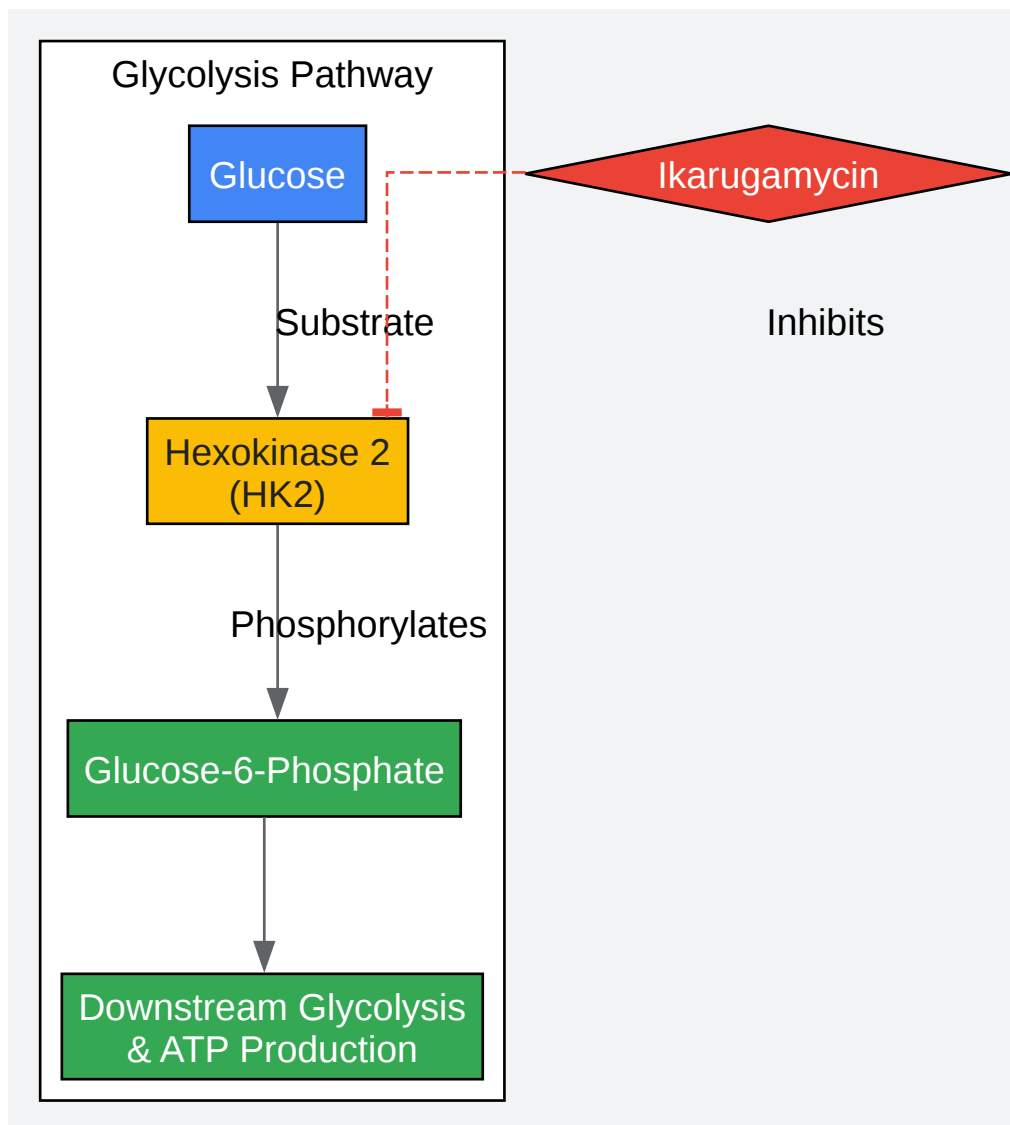 Glycolysis Pathway
Glucose
Ikarugamycin
Substrate
Inhibits
Hexokinase 2
(HK2)
Phosphorylates
Glucose-6-Phosphate
Downstream Glycolysis
& ATP Production